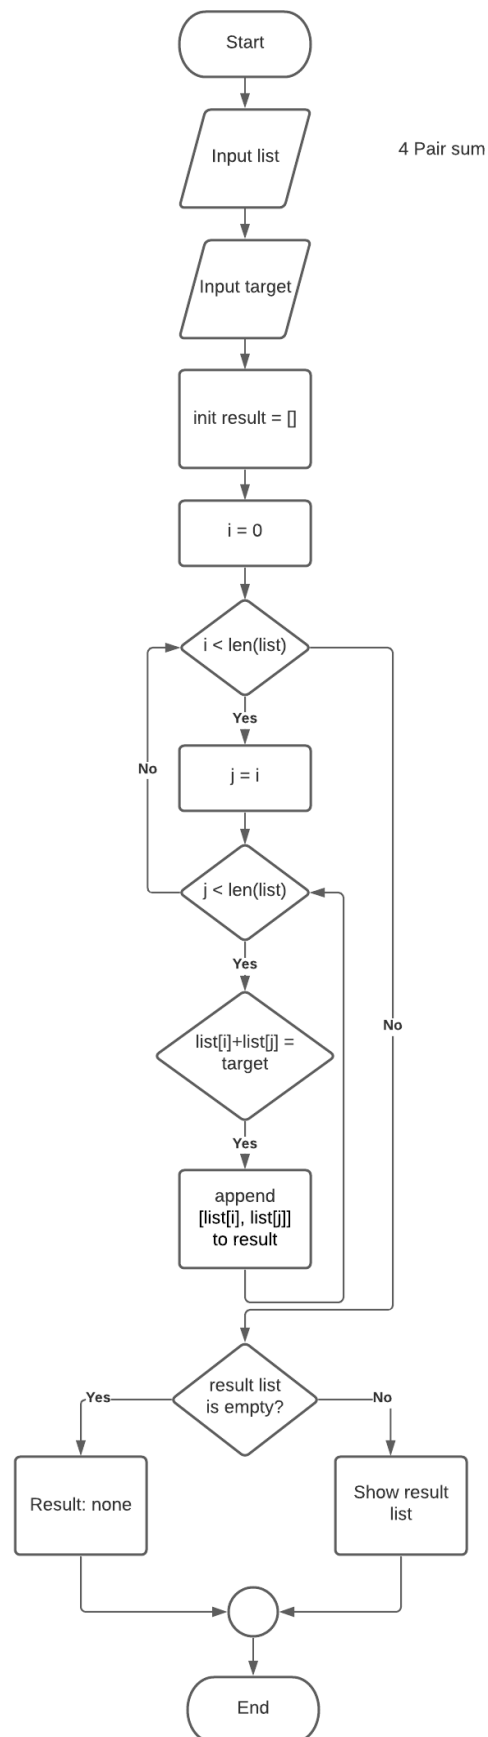 Start
Input list
4 Pair sum
Input target
init result = []
i = 0
i < len(list)
Yes
No
j = i
j < len(list)
Yes
No
list[i]+list[j] =
target
Yes
append
[list[i], list[j]]
to result
result list
is empty?
Yes
No
Result: none
Show result
list
End